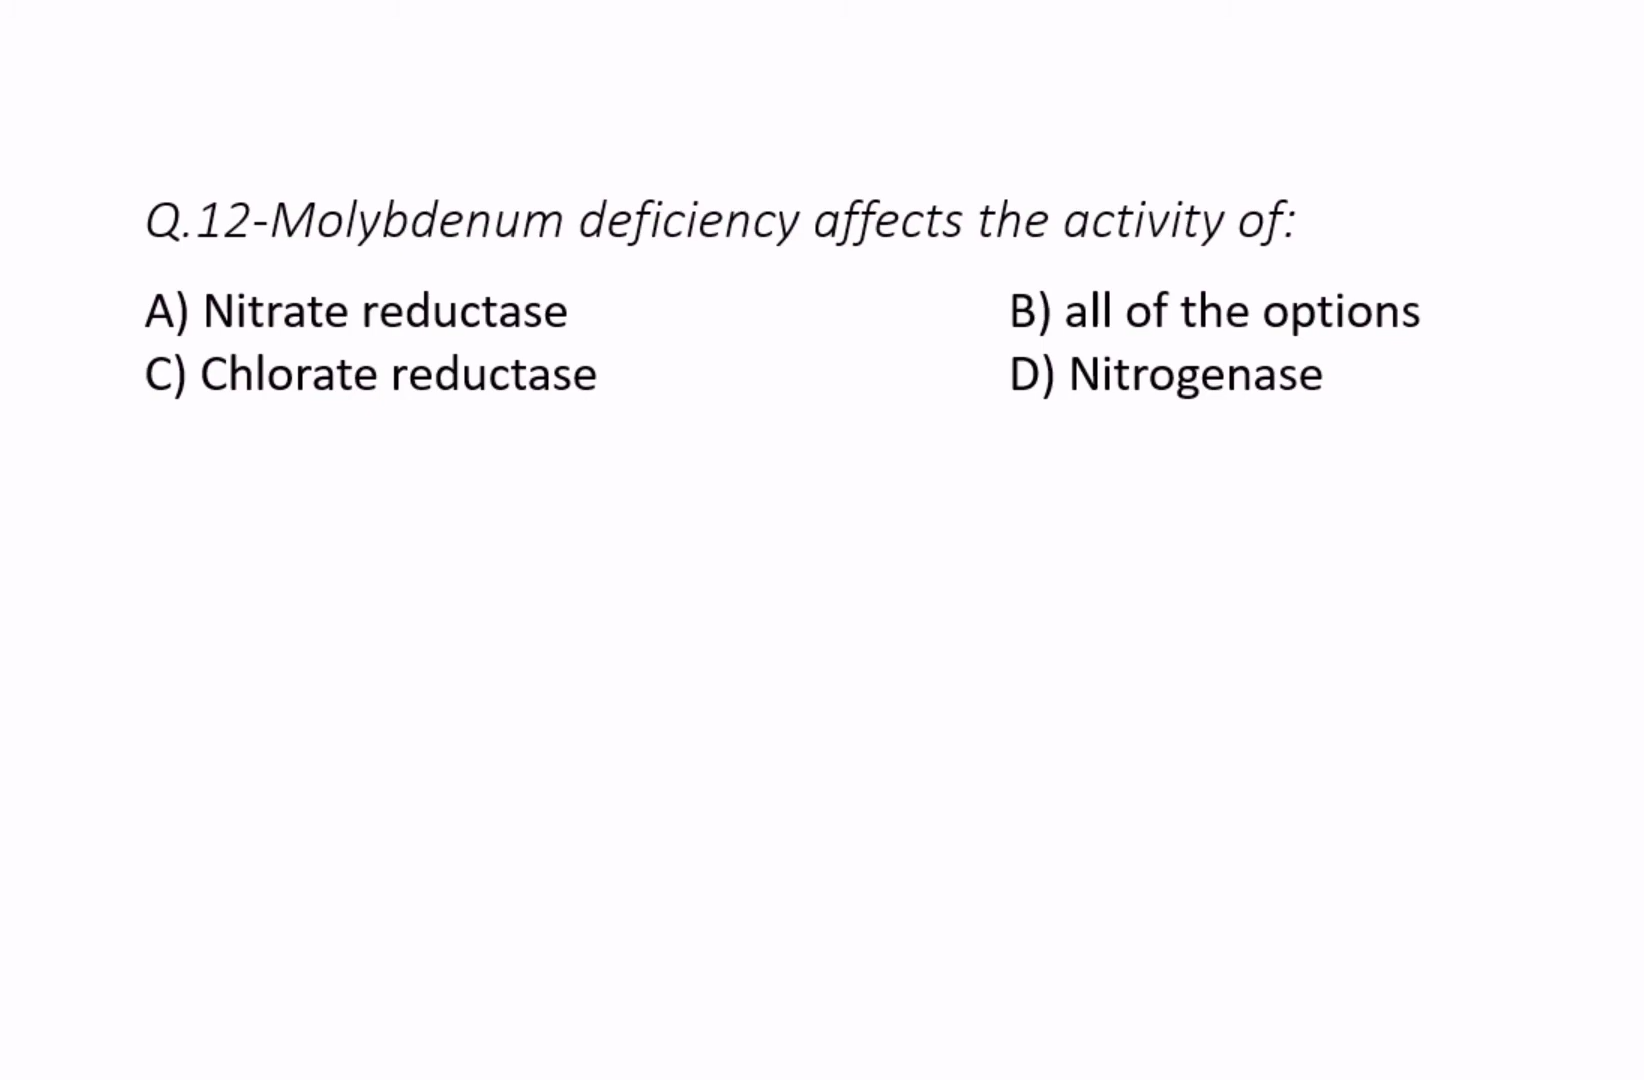 Q.12-Molybdenum deficiency affects the activity of:
A) Nitrate reductase B) all of the options
C) Chlorate reductase D) Nitrogenase